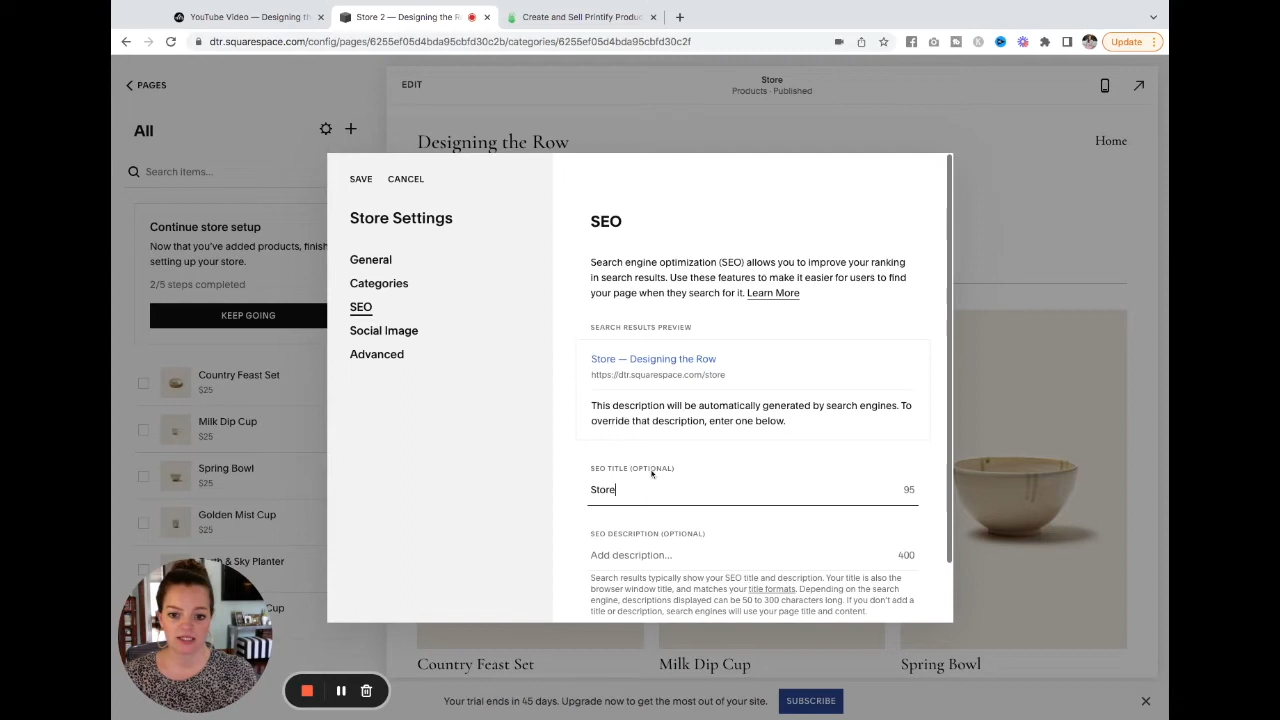 YouTube Video — Designing th
Store 2 — Designing the R
Create and Sell Printify Produc
dtr.squarespace.com/config/pages/6255ef05d4bda95cbfd30c2b/categories/6255ef05d4bda95cbfd30c2f
Update
PAGES
All
Search items...
Continue store setup
Now that you've added products, finish
setting up your store.
2/5 steps completed
KEEP GOING
Country Feast Set
$25
Milk Dip Cup
$25
Spring Bowl
$25
Golden Mist Cup
$25
& Sky Planter
Cup
EDIT
Store
Products · Published
Designing the Row
Home
SAVE
CANCEL
Store Settings
General
Categories
SEO
Social Image
Advanced
SEO
Search engine optimization (SEO) allows you to improve your ranking
in search results. Use these features to make it easier for users to find
your page when they search for it. Learn More
SEARCH RESULTS PREVIEW
Store — Designing the Row
https://dtr.squarespace.com/store
This description will be automatically generated by search engines. To
override that description, enter one below.
SEO TITLE (OPTIONAL)
Store
95
SEO DESCRIPTION (OPTIONAL)
Add description...
400
Search results typically show your SEO title and description. Your title is also the
browser window title, and matches your title formats. Depending on the search
engine, descriptions displayed can be 50 to 300 characters long. If you don't add a
title or description, search engines will use your page title and content.
Country Feast Set
Milk Dip Cup
Spring Bowl
Your trial ends in 45 days. Upgrade now to get the most out of your site.
SUBSCRIBE